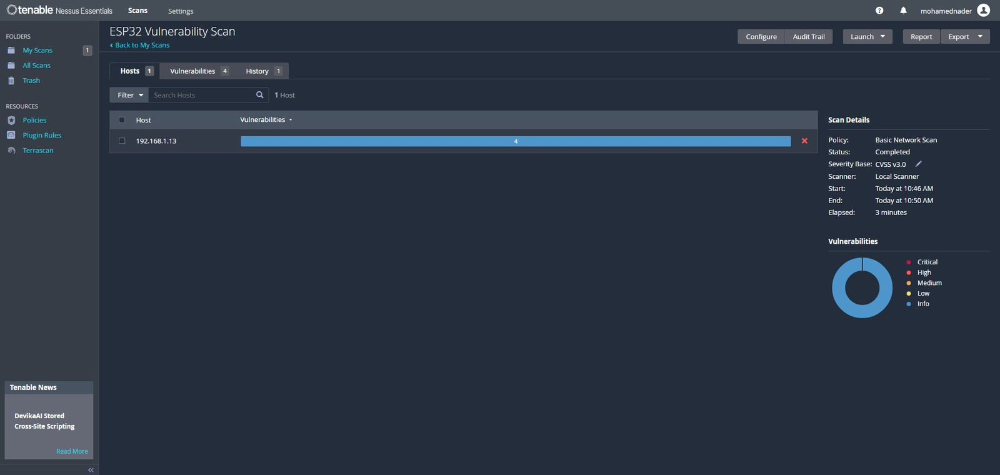 tenable Nessus Essentials Scans Settings mohamednader
FOLDERS
My Scans 1
All Scans
Trash
RESOURCES
Policies
Plugin Rules
Terrascan
Tenable News
DevikaAI Stored
Cross-Site Scripting
Read More
ESP32 Vulnerability Scan
Back to My Scans
Configure Audit Trail Launch Report Export
Hosts 1 Vulnerabilities 4 History 1
Filter Search Hosts 1 Host
Host Vulnerabilities
192.168.1.13 4
Scan Details
Policy: Basic Network Scan
Status: Completed
Severity Base: CVSS v3.0
Scanner: Local Scanner
Start: Today at 10:46 AM
End: Today at 10:50 AM
Elapsed: 3 minutes
Vulnerabilities
Critical
High
Medium
Low
Info